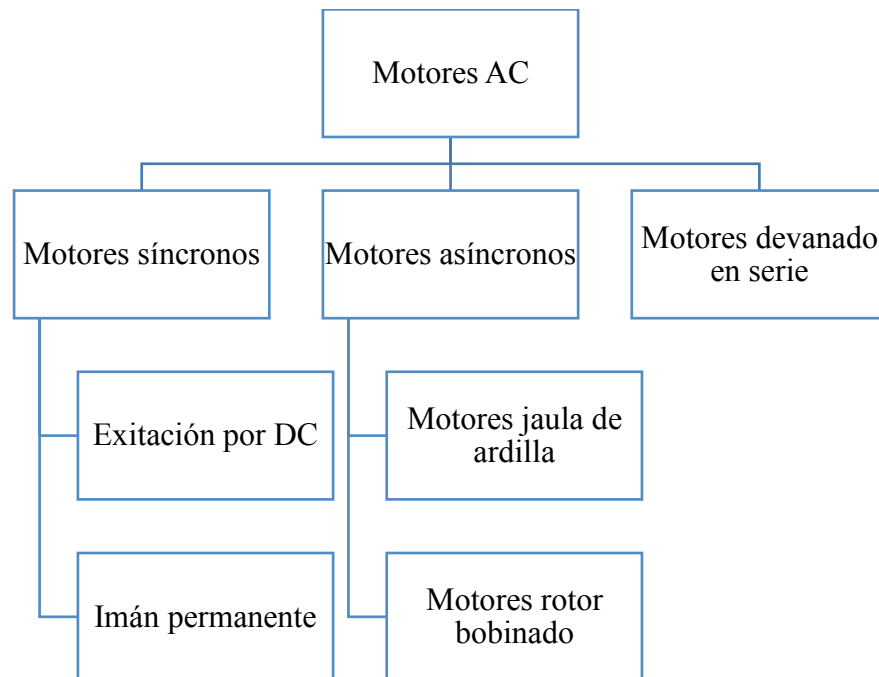 Motores AC
Motores síncronos
Motores asíncronos
Motores devanado
en serie
Exitación por DC
Motores jaula de
ardilla
Imán permanente
Motores rotor
bobinado